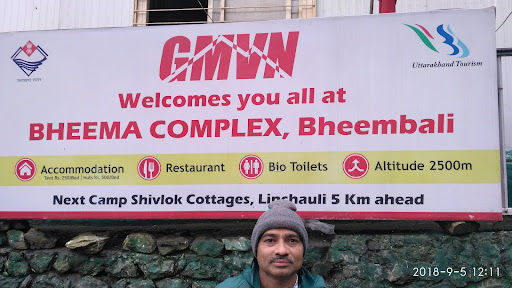 GMVN
Uttarakhand Tourism
Welcomes you all at
BHEEMA COMPLEX, Bheembali
Accommodation
Restaurant
Bio Toilets
Altitude 2500m
Next Camp Shivlok Cottages, Linchauli 5 Km ahead
2018-9-5 12:11